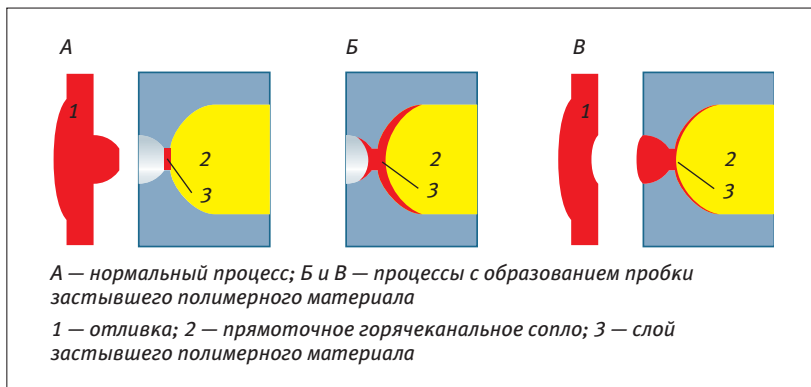 А
Б
В
1
2
3
2
3
1
2
3
А — нормальный процесс; Б и В — процессы с образованием пробки
застывшего полимерного материала
1 — отливка; 2 — прямоточное горячеканальное сопло; 3 — слой
застывшего полимерного материала